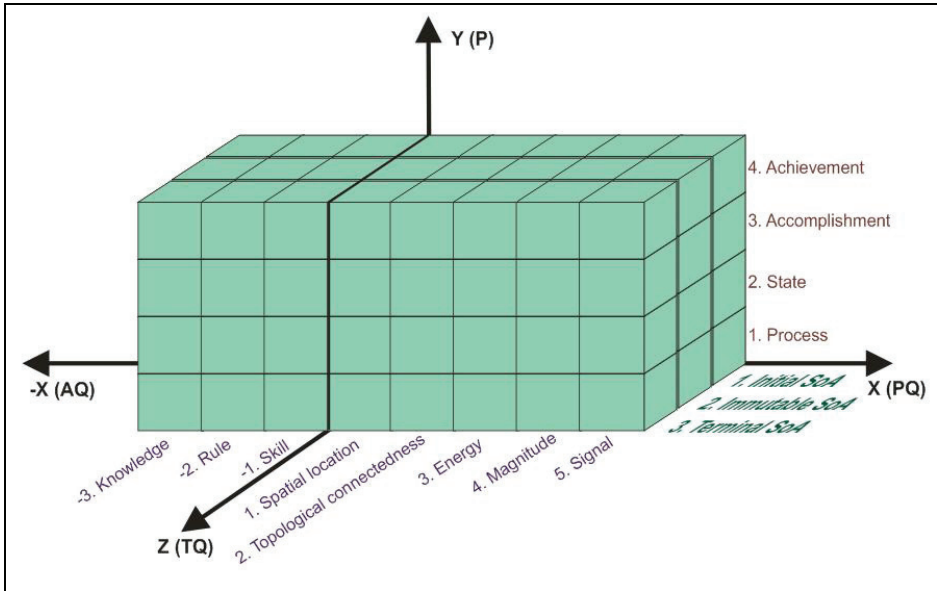 Y (P)
4. Achievement
3. Accomplishment
2. State
1. Process
-X (AQ)
X (PQ)
1. Initial SoA
2. Immutable SoA
3. Terminal SoA
-3. Knowledge
-2. Rule
-1. Skill
1. Spatial location
2. Topological connectedness
3. Energy
4. Magnitude
5. Signal
Z (TQ)